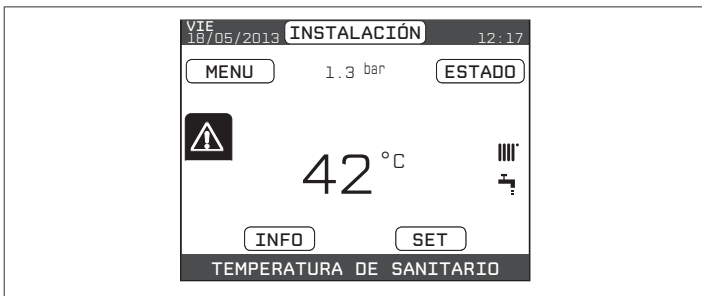 VIE
18/05/2013 INSTALACIÓN 12:17
MENU 1.3 bar ESTADO
42 °C
INFO SET
TEMPERATURA DE SANITARIO